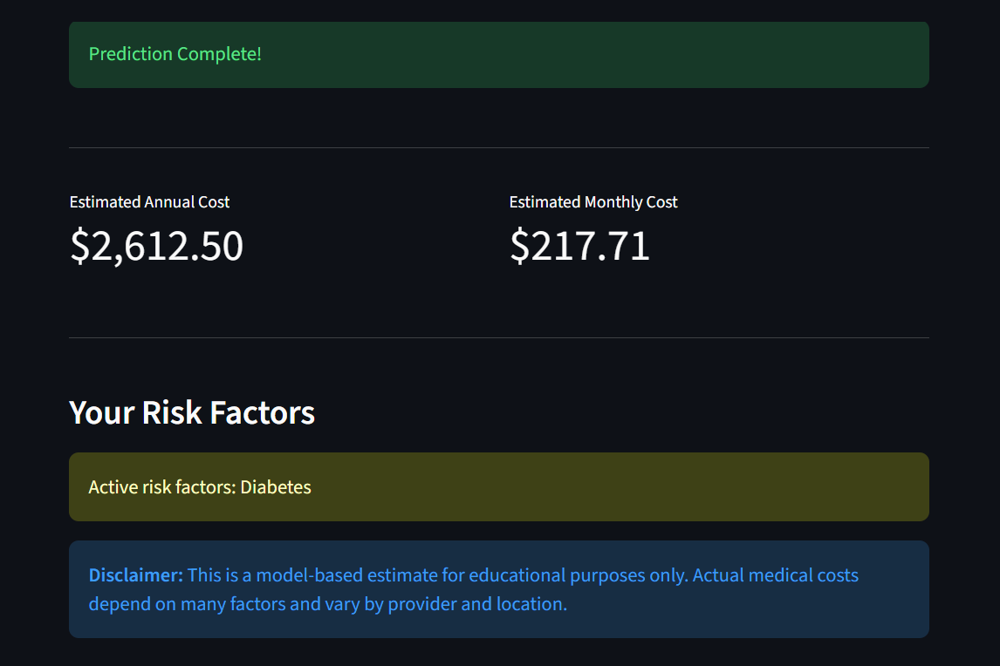 Prediction Complete!
Estimated Annual Cost
$2,612.50
Estimated Monthly Cost
$217.71
Your Risk Factors
Active risk factors: Diabetes
Disclaimer: This is a model-based estimate for educational purposes only. Actual medical costs
depend on many factors and vary by provider and location.